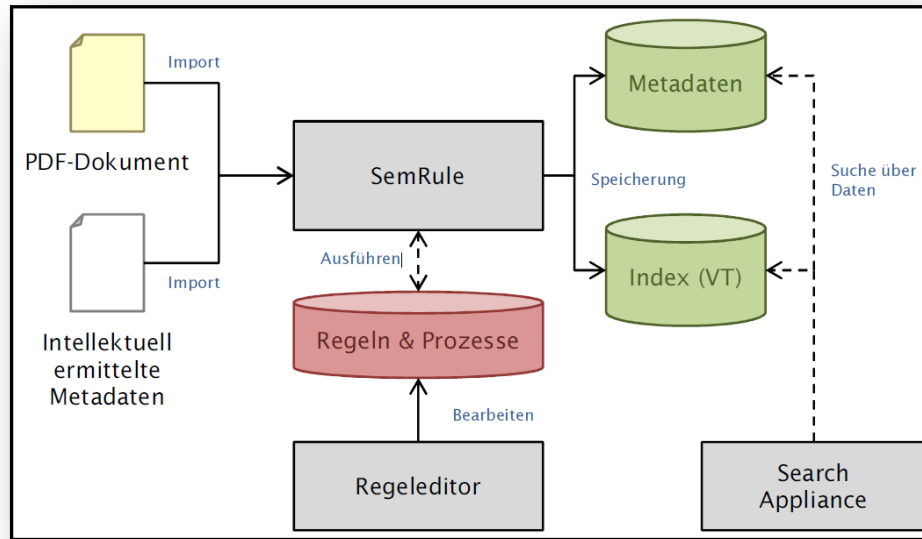 Import
PDF-Dokument
Import
Intellektuell
ermittelte
Metadaten
SemRule
Ausführen
Regeln & Prozesse
Bearbeiten
Regeleditor
Speicherung
Metadaten
Index (VT)
Suche über
Daten
Search
Appliance